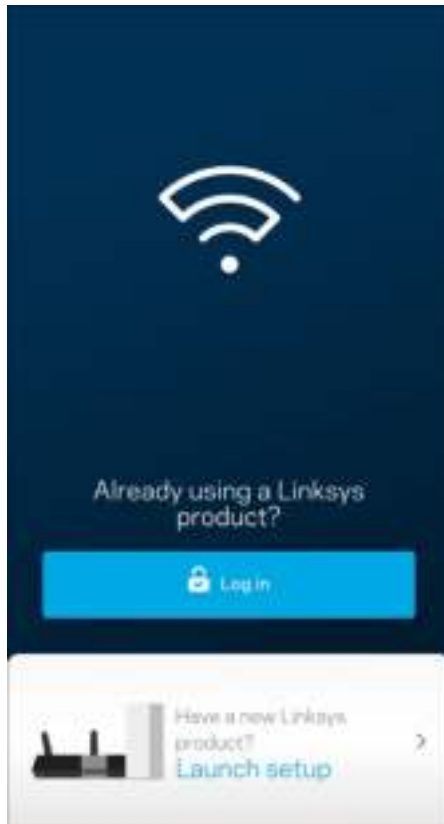 Already using a Linksys
product?
Log in
Have a new Linksys
product?
Launch setup